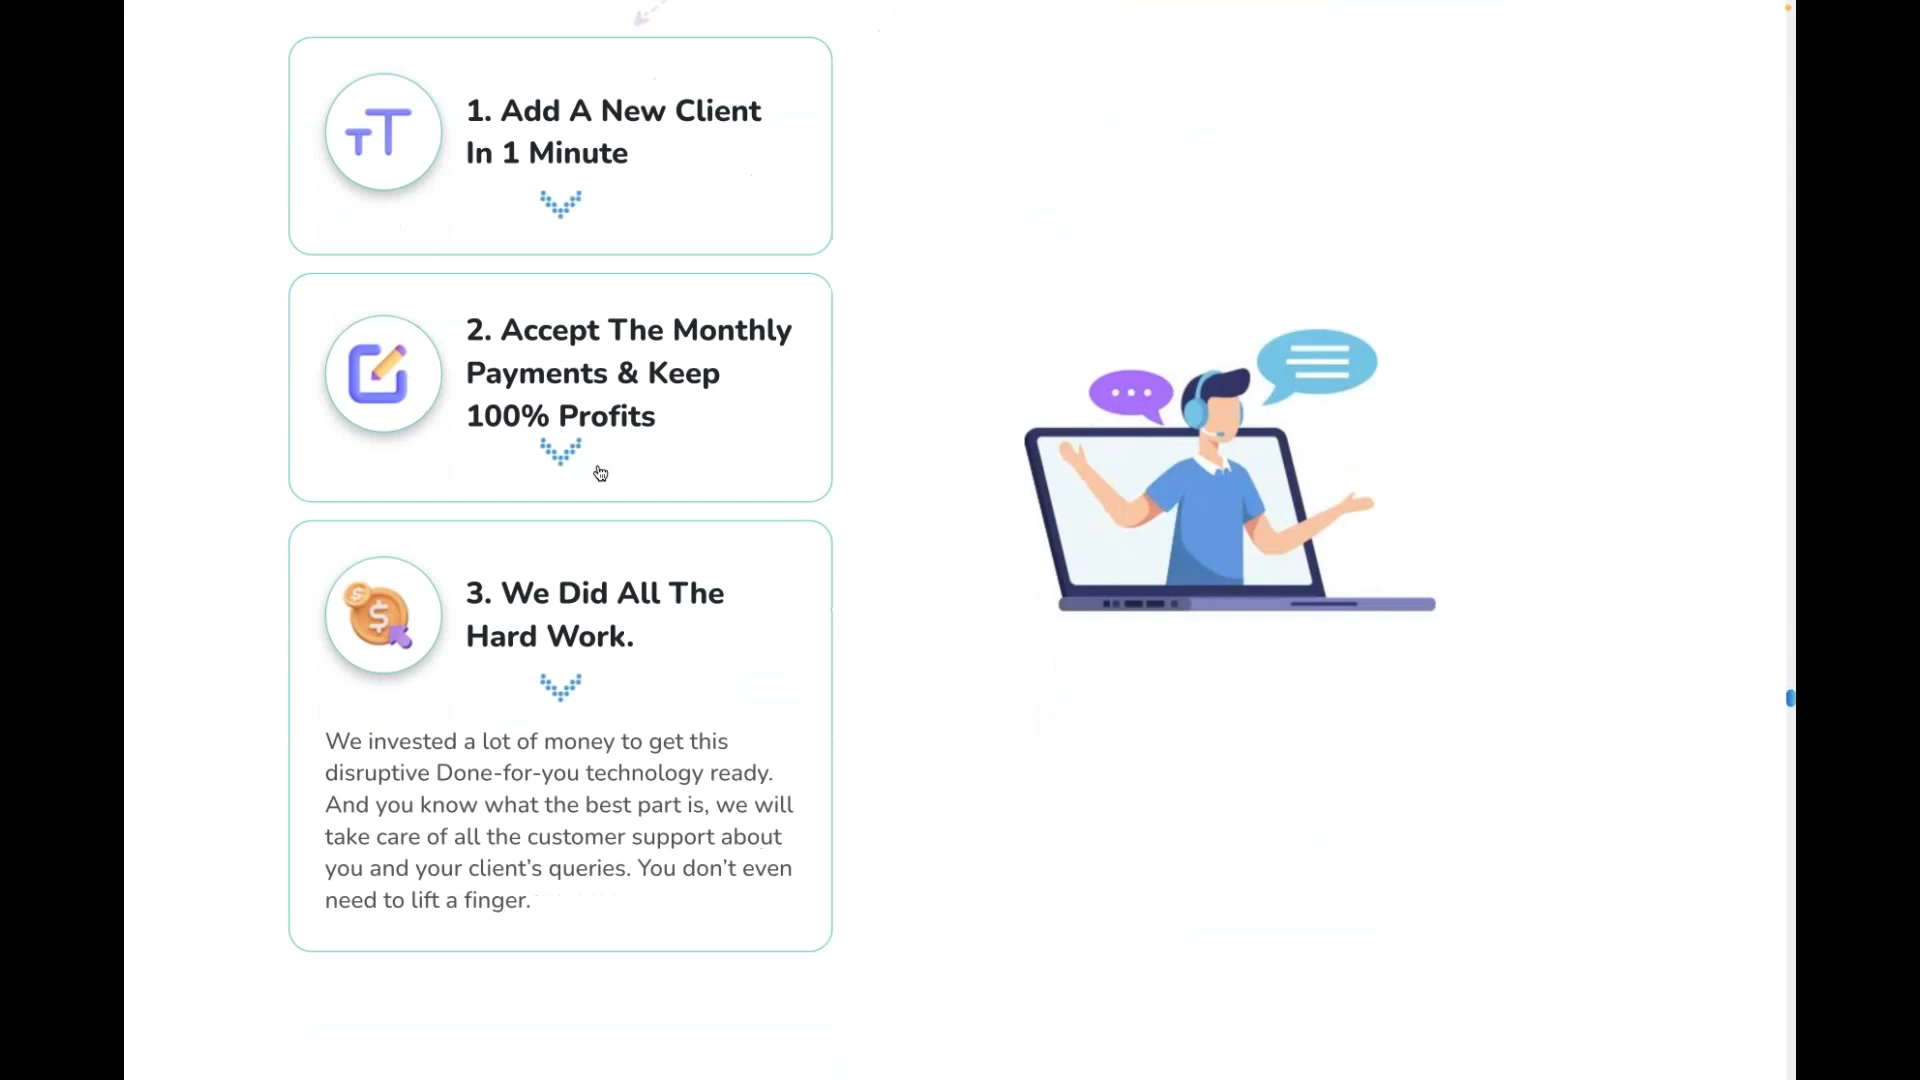 1. Add A New Client
In 1 Minute
2. Accept The Monthly
Payments & Keep
100% Profits
3. We Did All The
Hard Work.
We invested a lot of money to get this
disruptive Done-for-you technology ready.
And you know what the best part is, we will
take care of all the customer support about
you and your client’s queries. You don’t even
need to lift a finger.